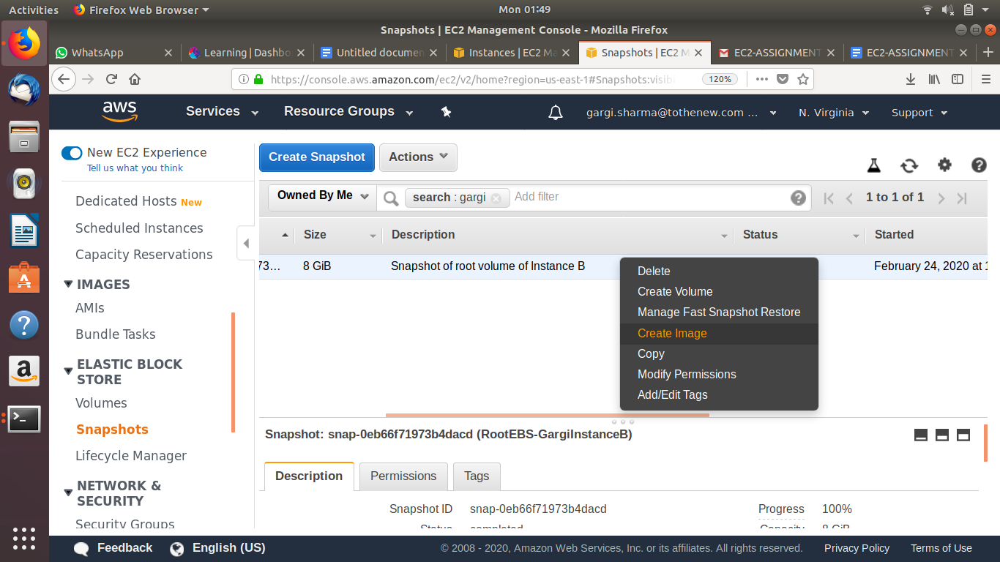 Activities
Firefox Web Browser
Mon 01:49
Snapshots | EC2 Management Console - Mozilla Firefox
WhatsApp
Learning | Dashbo
Untitled documen
Instances | EC2 Ma
Snapshots | EC2 M
EC2-ASSIGNMENT
EC2-ASSIGNMENT
https://console.aws.amazon.com/ec2/v2/home?region=us-east-1#Snapshots:visibi
120%
aws
Services
Resource Groups
gargi.sharma@tothenew.com ...
N. Virginia
Support
New EC2 Experience
Tell us what you think
Dedicated Hosts New
Scheduled Instances
Capacity Reservations
IMAGES
AMIs
Bundle Tasks
ELASTIC BLOCK
STORE
Volumes
Snapshots
Lifecycle Manager
NETWORK &
SECURITY
Security Groups
Create Snapshot
Actions
Owned By Me
search : gargi
Add filter
1 to 1 of 1
Size
Description
Status
Started
73...
8 GiB
Snapshot of root volume of Instance B
February 24, 2020 at 1
Delete
Create Volume
Manage Fast Snapshot Restore
Create Image
Copy
Modify Permissions
Add/Edit Tags
Snapshot: snap-0eb66f71973b4dacd (RootEBS-GargiInstanceB)
Description
Permissions
Tags
Snapshot ID
snap-0eb66f71973b4dacd
Progress
100%
Status
completed
Capacity
8 GiB
Feedback
English (US)
© 2008 - 2020, Amazon Web Services, Inc. or its affiliates. All rights reserved.
Privacy Policy
Terms of Use